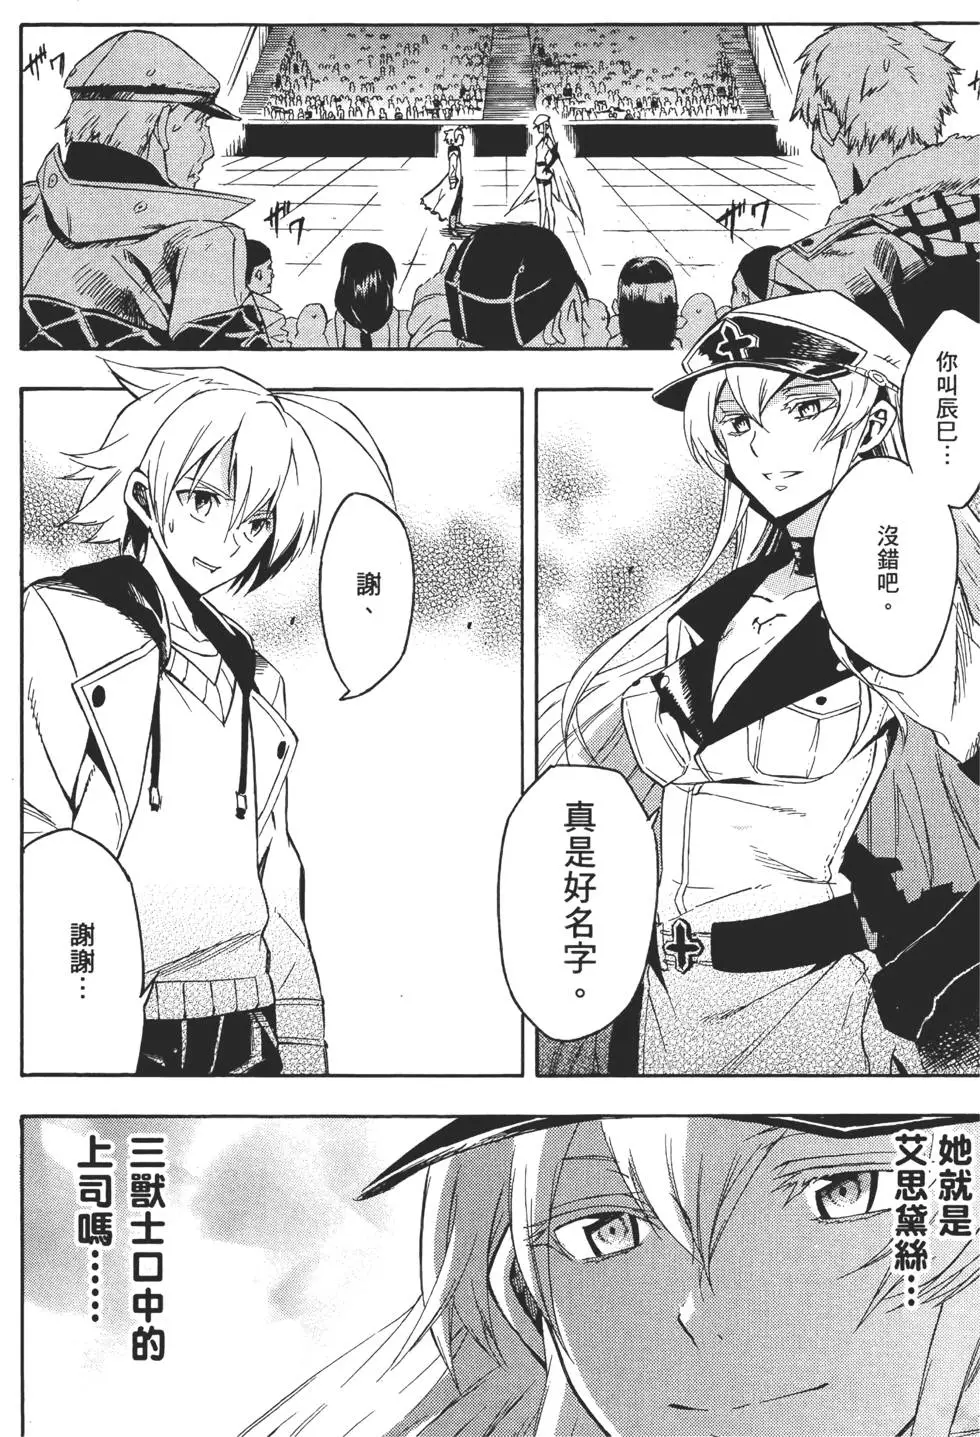 ザワ
ザワ
ザワ
你叫辰巳…
沒錯吧。
真是好名字。
謝、
謝謝…
她就是
艾思黛絲…
三獸士口中的
上司嗎……